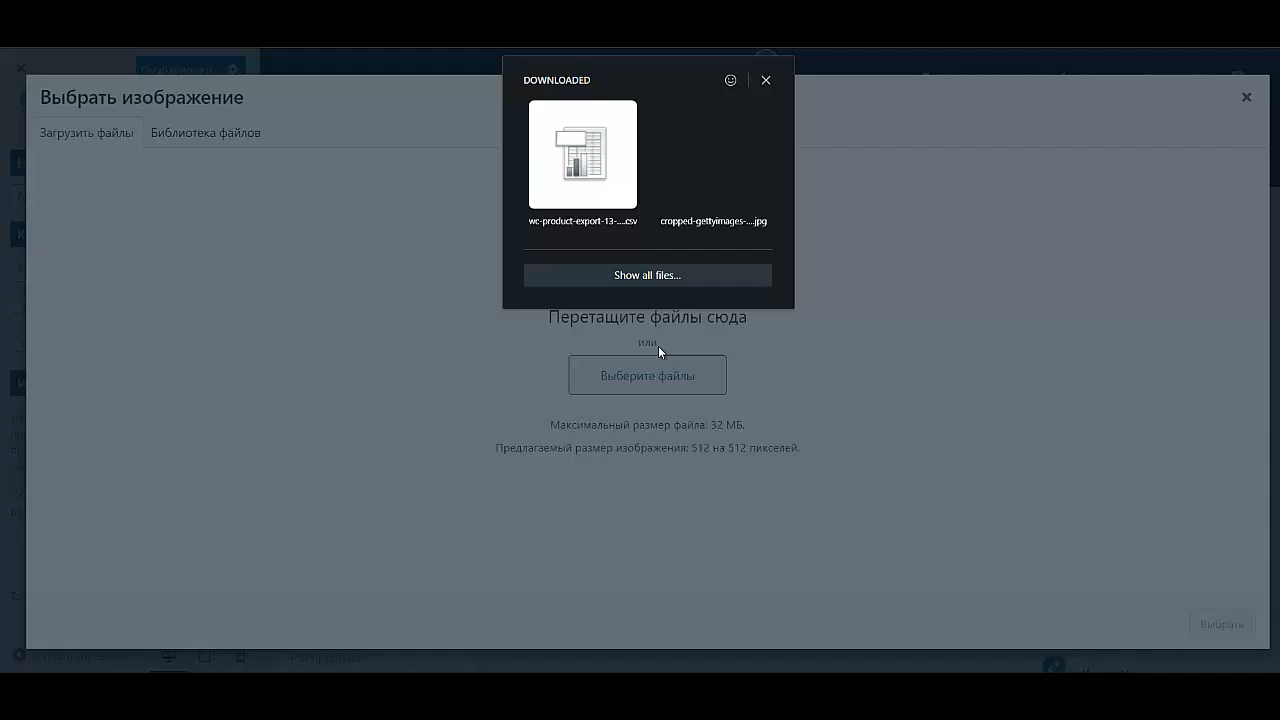 Опубликовать
Выбрать изображение
Загрузить файлы
Библиотека файлов
DOWNLOADED
wc-product-export-13-....csv
cropped-gettyimages-....jpg
Show all files...
Перетащите файлы сюда
или
Выберите файлы
Максимальный размер файла: 32 МБ.
Предлагаемый размер изображения: 512 на 512 пикселей.
Выбрать